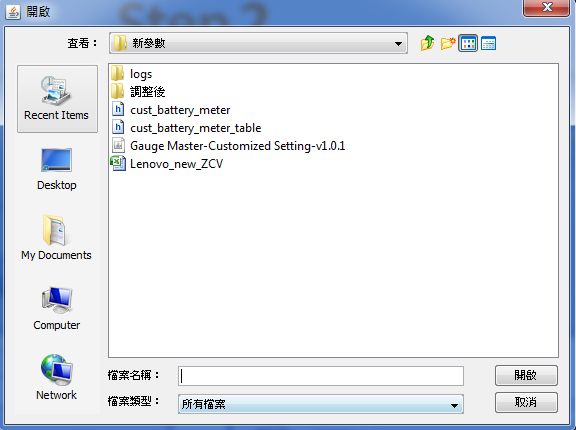 開啟
Step 2
查看：
新參數
Recent Items
Desktop
My Documents
Computer
Network
logs
調整後
cust_battery_meter
cust_battery_meter_table
Gauge Master-Customized Setting-v1.0.1
Lenovo_new_ZCV
檔案名稱：
開啟
檔案類型：
所有檔案
取消